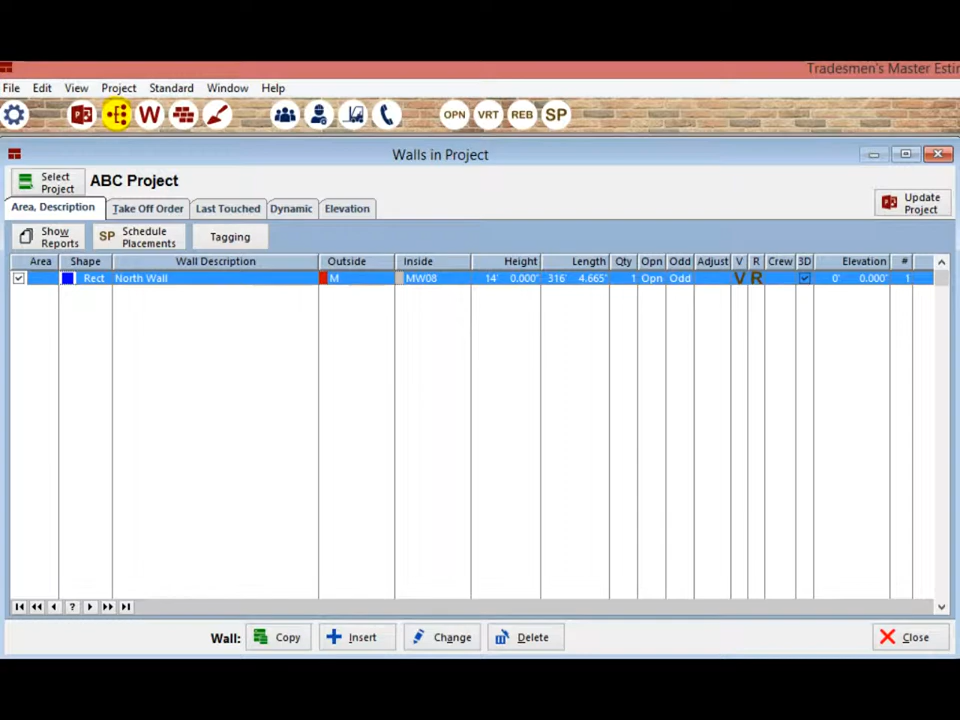 Tradesmen's Master Esti
File Edit View Project Standard Window Help
W OPN VRT REB SP
Walls in Project
Select Project ABC Project
Update Project
Area, Description Take Off Order Last Touched Dynamic Elevation
Show Reports SP Schedule Placements Tagging
Area Shape Wall Description Outside Inside Height Length Qty Opn Odd Adjust V R Crew 3D Elevation #
Rect North Wall M MW08 14' 0.000" 316' 4.665" 1 Opn Odd V R 0' 0.000" 1
?
Wall: Copy Insert Change Delete Close